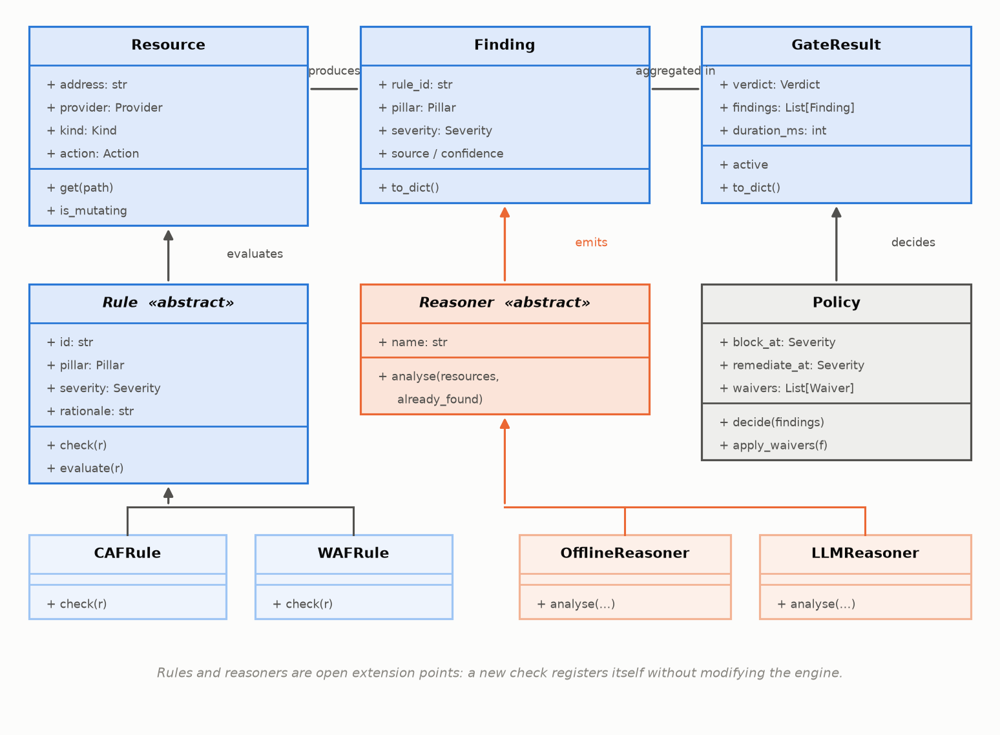 Resource
+ address: str
+ provider: Provider
+ kind: Kind
+ action: Action
+ get(path)
+ is_mutating
produces
Finding
+ rule_id: str
+ pillar: Pillar
+ severity: Severity
+ source / confidence
+ to_dict()
aggregated in
GateResult
+ verdict: Verdict
+ findings: List[Finding]
+ duration_ms: int
+ active
+ to_dict()
evaluates
emits
decides
Rule «abstract»
+ id: str
+ pillar: Pillar
+ severity: Severity
+ rationale: str
+ check(r)
+ evaluate(r)
Reasoner «abstract»
+ name: str
+ analyse(resources,
already_found)
Policy
+ block_at: Severity
+ remediate_at: Severity
+ waivers: List[Waiver]
+ decide(findings)
+ apply_waivers(f)
CAFRule
+ check(r)
WAFRule
+ check(r)
OfflineReasoner
+ analyse(...)
LLMReasoner
+ analyse(...)
Rules and reasoners are open extension points: a new check registers itself without modifying the engine.